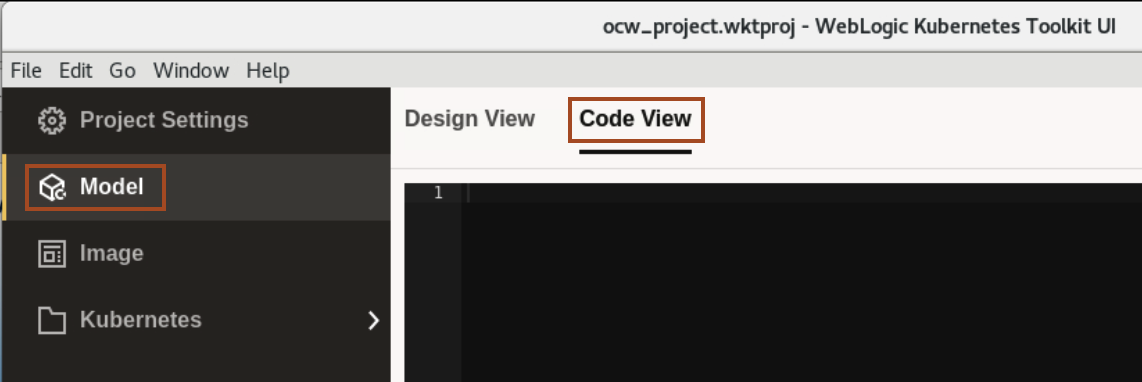 ocw_project.wktproj - WebLogic Kubernetes Toolkit UI
File Edit Go Window Help
Project Settings
Design View Code View
Model
1
Image
Kubernetes